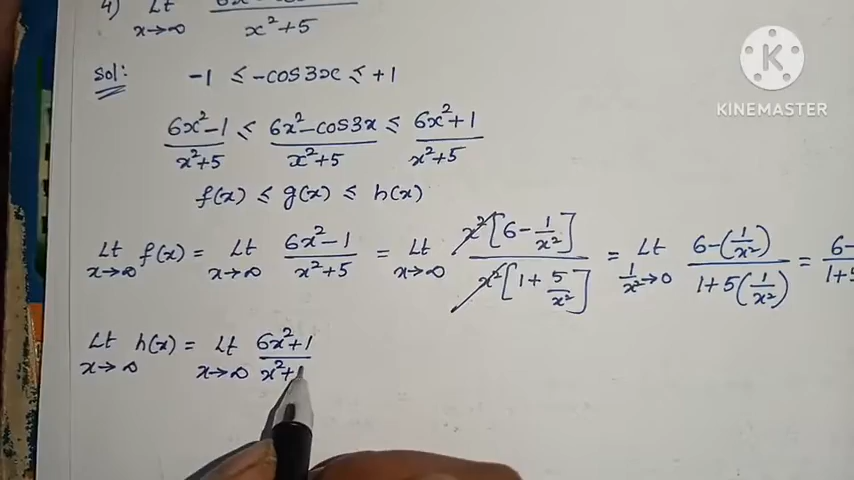 4) Lt
x→∞ x²+5
Sol: -1 ≤ -cos3x ≤ +1
6x²-1/x²+5 ≤ 6x²-cos3x/x²+5 ≤ 6x²+1/x²+5
f(x) ≤ g(x) ≤ h(x)
Lt x→∞ f(x) = Lt x→∞ 6x²-1/x²+5 = Lt x→∞ x²[6-1/x²]/x²[1+5/x²] = Lt 1/x²→0 6-(1/x²)/1+5(1/x²) = 6-/1+5
Lt x→∞ h(x) = Lt x→∞ 6x²+1/x²+
K
KINEMASTER